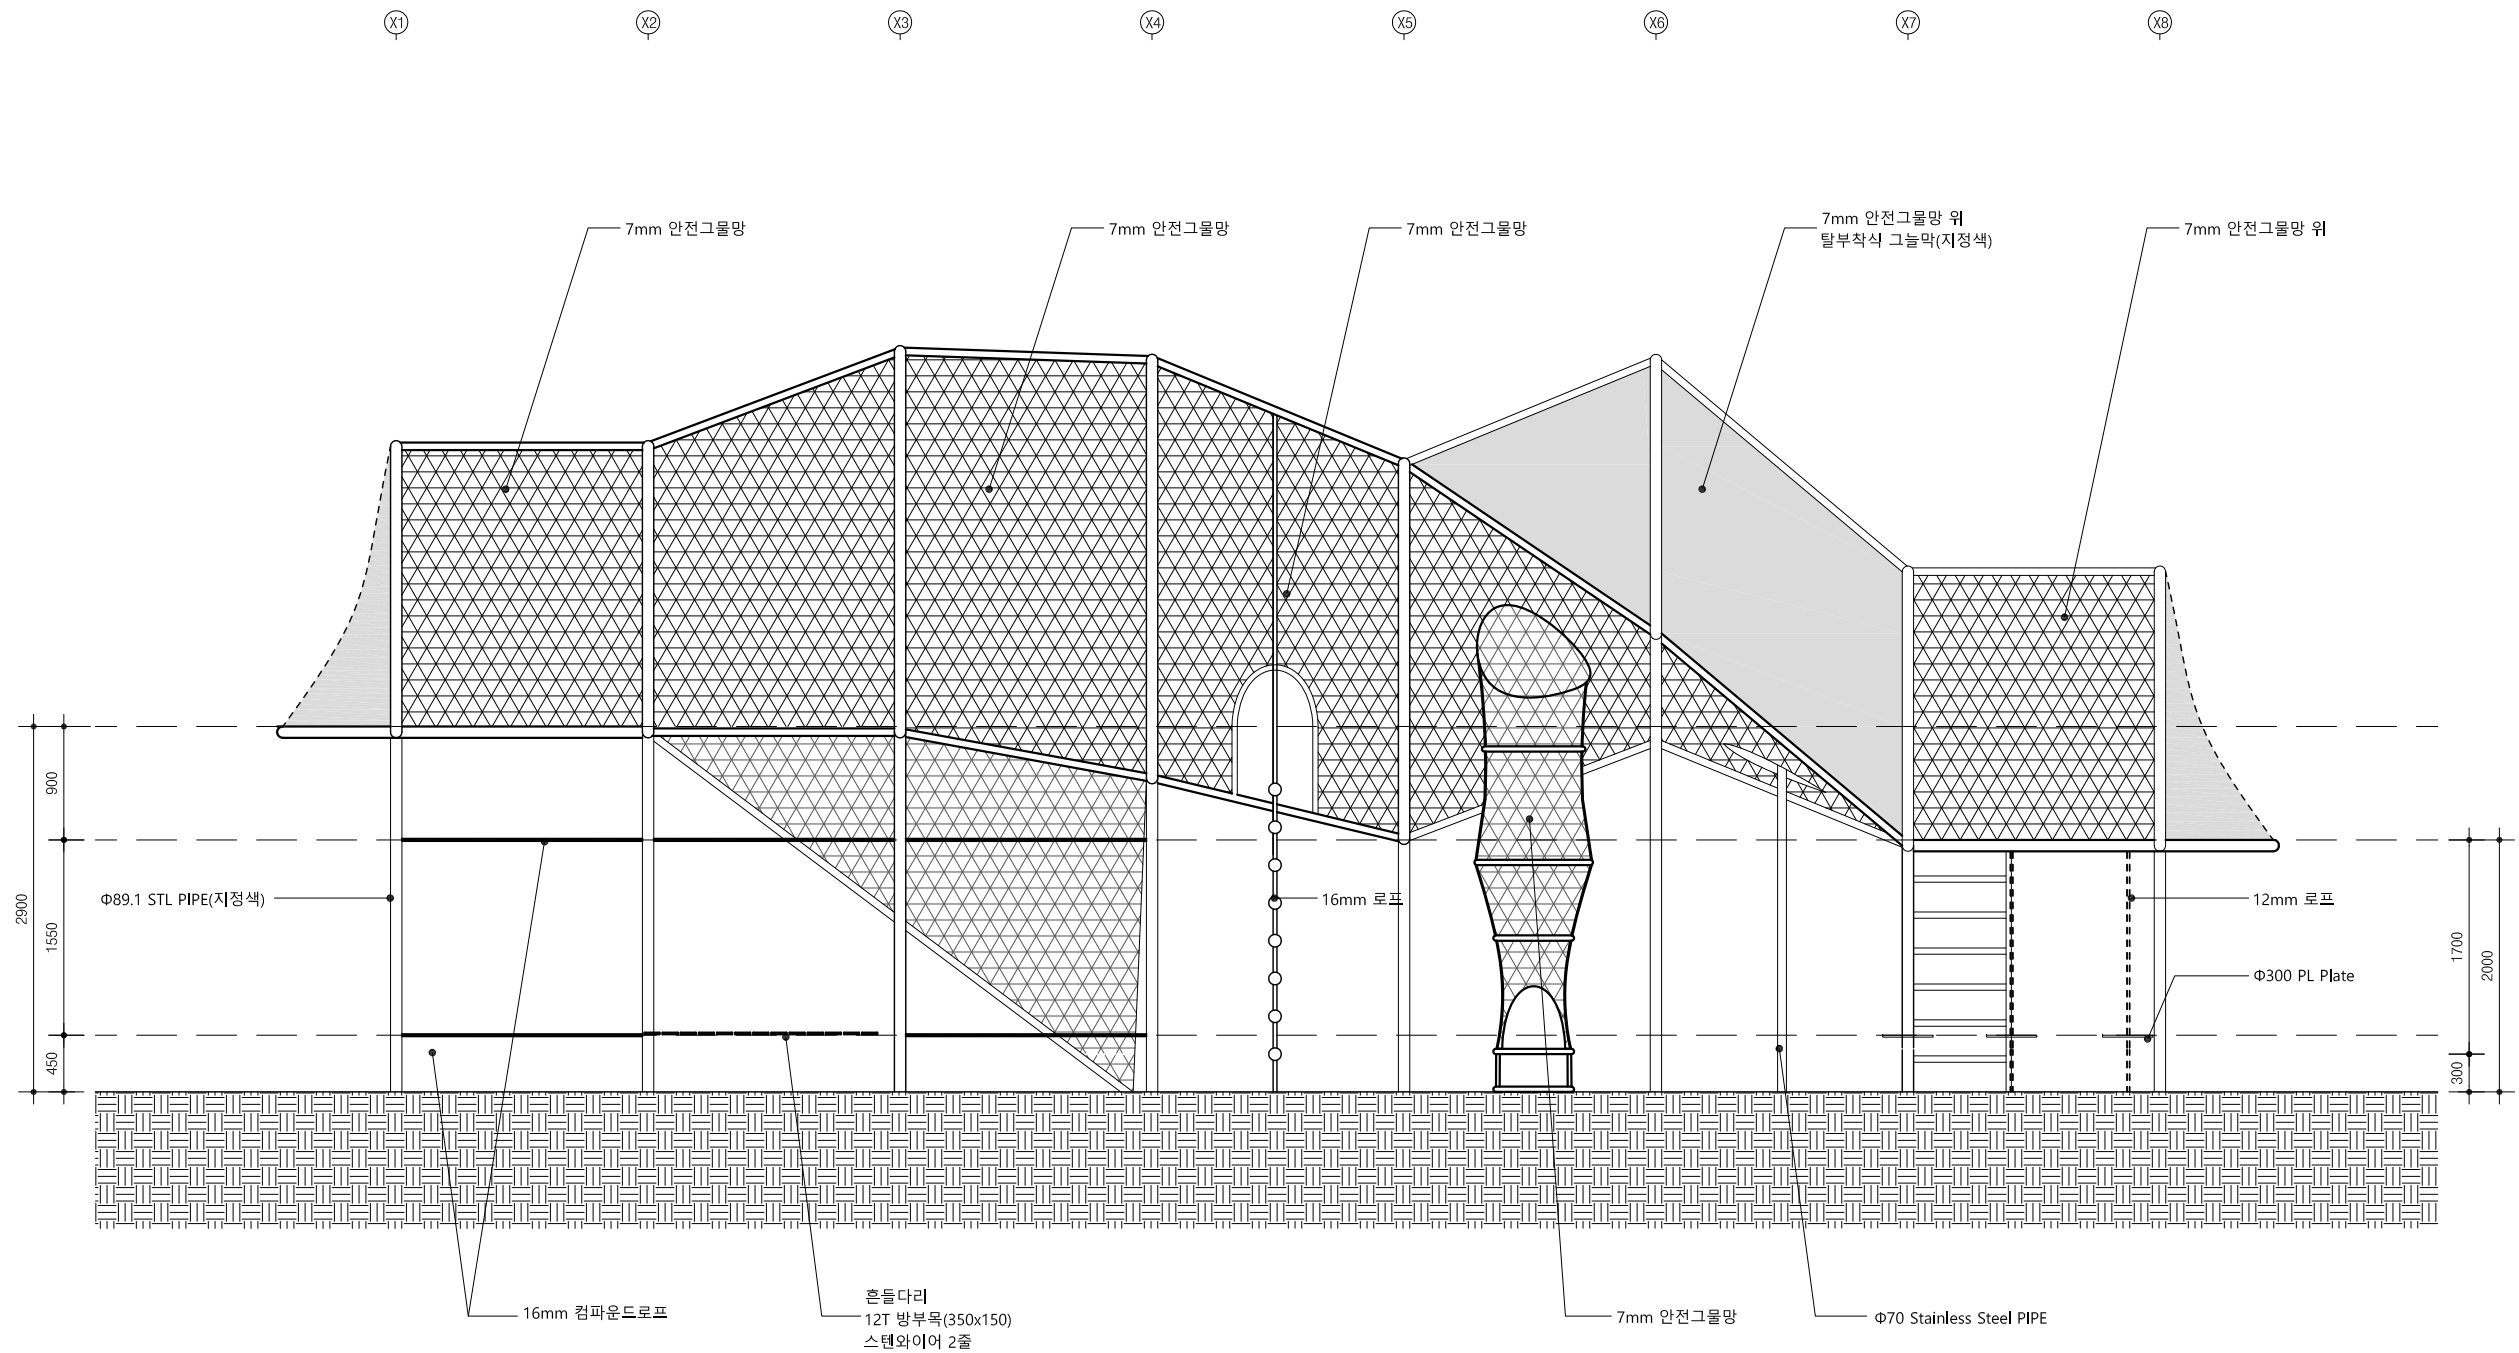 X1
X2
X3
X4
X5
X6
X7
X8
7mm 안전그물망
7mm 안전그물망
7mm 안전그물망
7mm 안전그물망 위
탈부착식 그늘막(지정색)
7mm 안전그물망 위
900
1550
450
2900
Φ89.1 STL PIPE(지정색)
16mm 로프
12mm 로프
Φ300 PL Plate
1700
300
2000
16mm 컴파운드로프
흔들다리
12T 방부목(350x150)
스텐와이어 2줄
7mm 안전그물망
Φ70 Stainless Steel PIPE